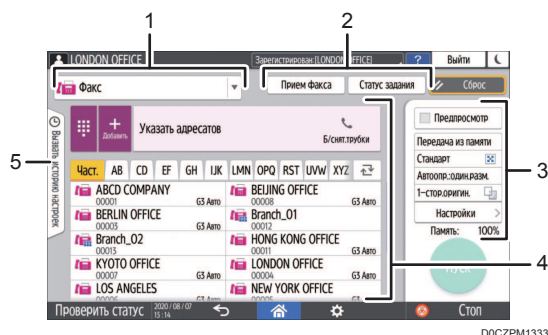 1
2
LONDON OFFICE
Зарегистрирован:[LONDON OFFICE]
?
Выйти
Факс
Прием факса
Статус задания
Сброс
Добавить
Указать адресатов
Б/снят.трубки
Предпросмотр
Передача из памяти
Стандарт
Автоопр.:один.разм.
1-стор.оригин.
Настройки
Память: 100%
3
5
Вызвать историю настроек
Част. AB CD EF GH IJK LMN OPQ RST UVW XYZ
ABCD COMPANY
00001 G3 Авто
BEIJING OFFICE
00008 G3 Авто
BERLIN OFFICE
00003 G3 Авто
Branch_01
00012
Branch_02
00013
HONG KONG OFFICE
00011 G3 Авто
KYOTO OFFICE
00007 G3 Авто
LONDON OFFICE
00004 G3 Авто
LOS ANGELES
NEW YORK OFFICE
4
Пуск
Проверить статус
2020/08/07
15:14
Стоп
D0CZPM1333